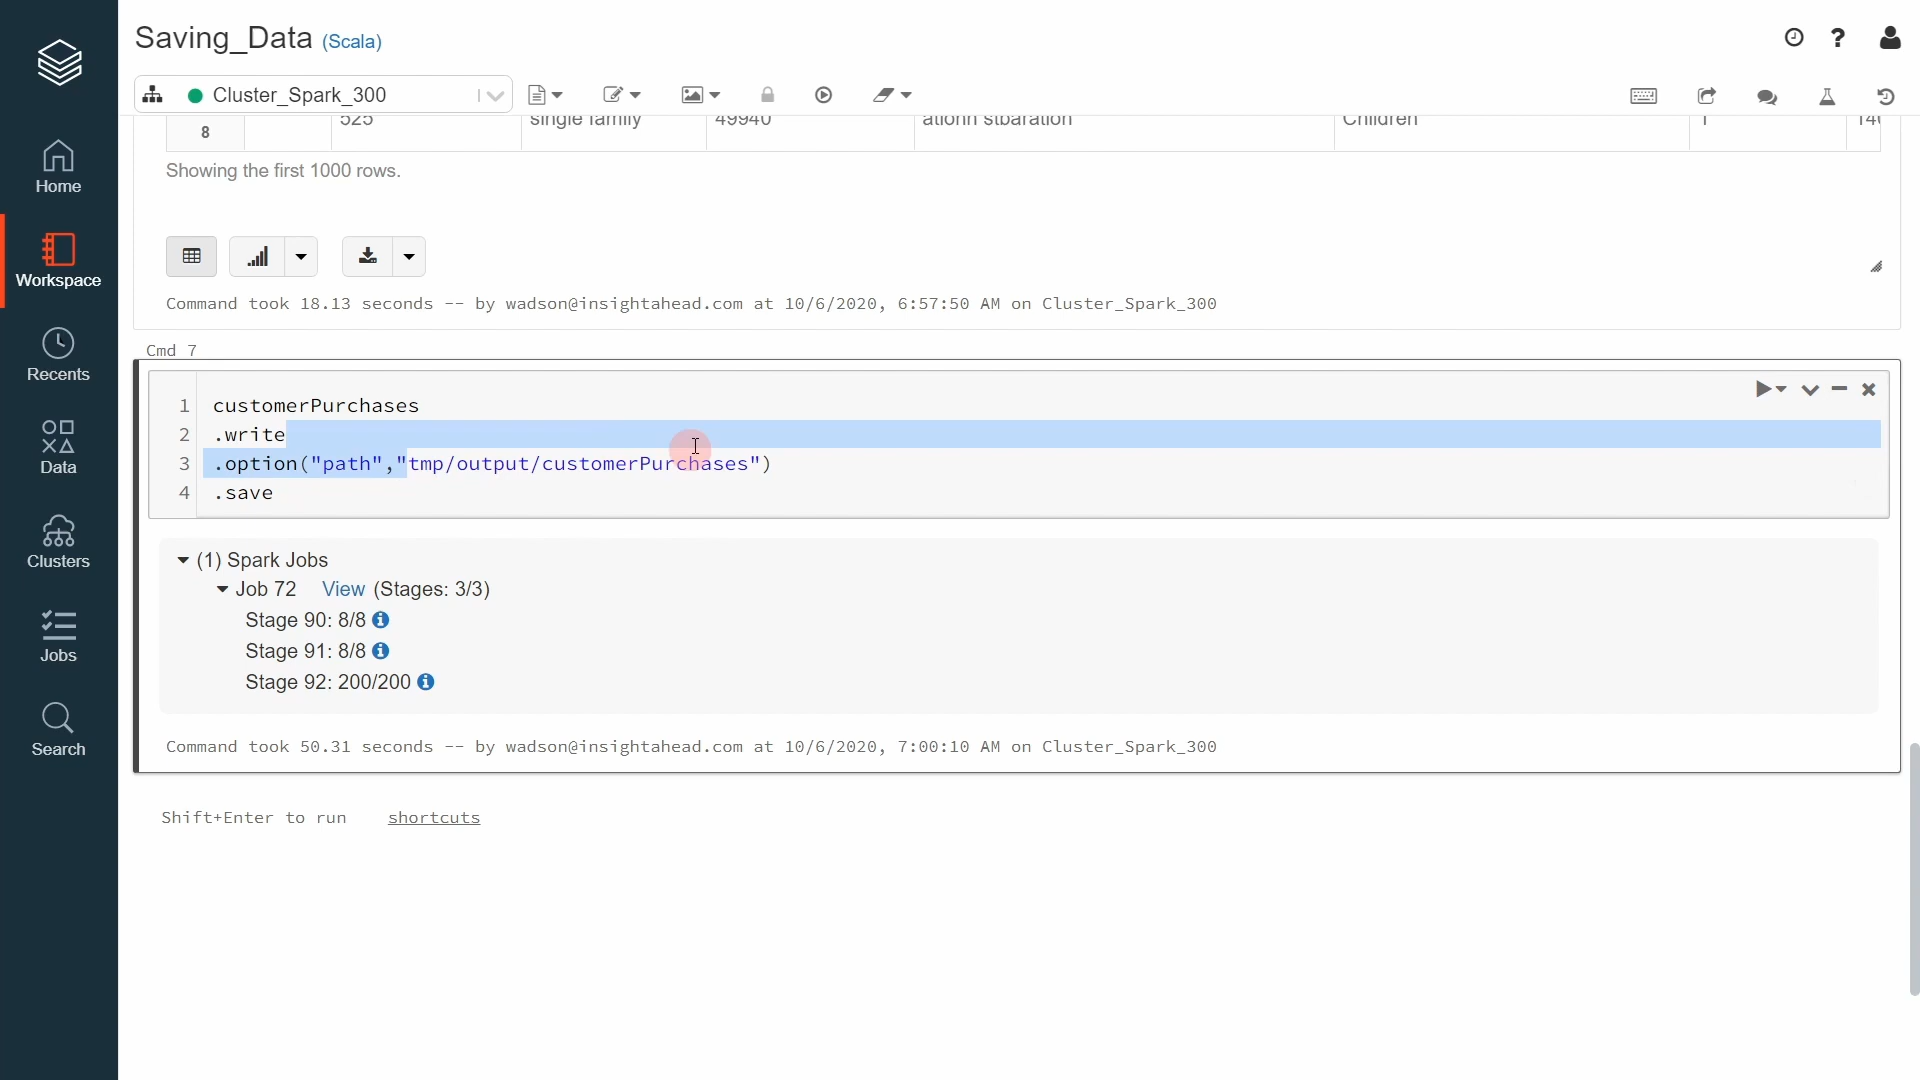 Saving_Data (Scala)
Cluster_Spark_300
Home
Workspace
Recents
Data
Clusters
Jobs
Search
8 525 single family 49940 Children 1
Showing the first 1000 rows.
Command took 18.13 seconds -- by wadson@insightahead.com at 10/6/2020, 6:57:50 AM on Cluster_Spark_300
Cmd 7
1 customerPurchases
2 .write
3 .option("path","tmp/output/customerPurchases")
4 .save
(1) Spark Jobs
Job 72 View (Stages: 3/3)
Stage 90: 8/8
Stage 91: 8/8
Stage 92: 200/200
Command took 50.31 seconds -- by wadson@insightahead.com at 10/6/2020, 7:00:10 AM on Cluster_Spark_300
Shift+Enter to run shortcuts